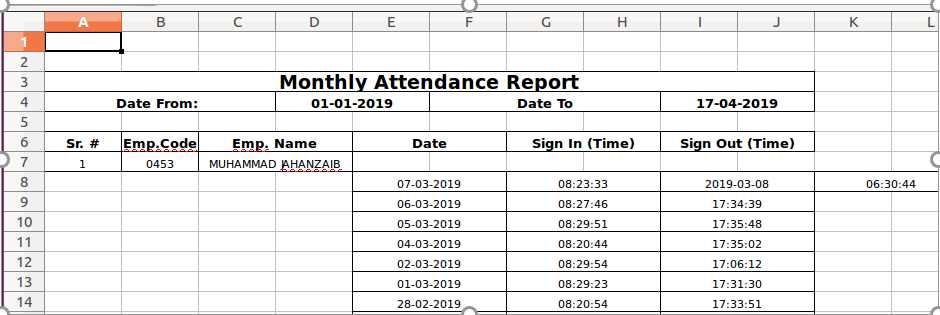 A B C D E F G H I J K L
1
2
3 Monthly Attendance Report
4 Date From: 01-01-2019 Date To 17-04-2019
5
6 Sr. # Emp.Code Emp. Name Date Sign In (Time) Sign Out (Time)
7 1 0453 MUHAMMAD JAHANZAIB
8 07-03-2019 08:23:33 2019-03-08 06:30:44
9 06-03-2019 08:27:46 17:34:39
10 05-03-2019 08:29:51 17:35:48
11 04-03-2019 08:20:44 17:35:02
12 02-03-2019 08:29:54 17:06:12
13 01-03-2019 08:29:23 17:31:30
14 28-02-2019 08:20:54 17:33:51